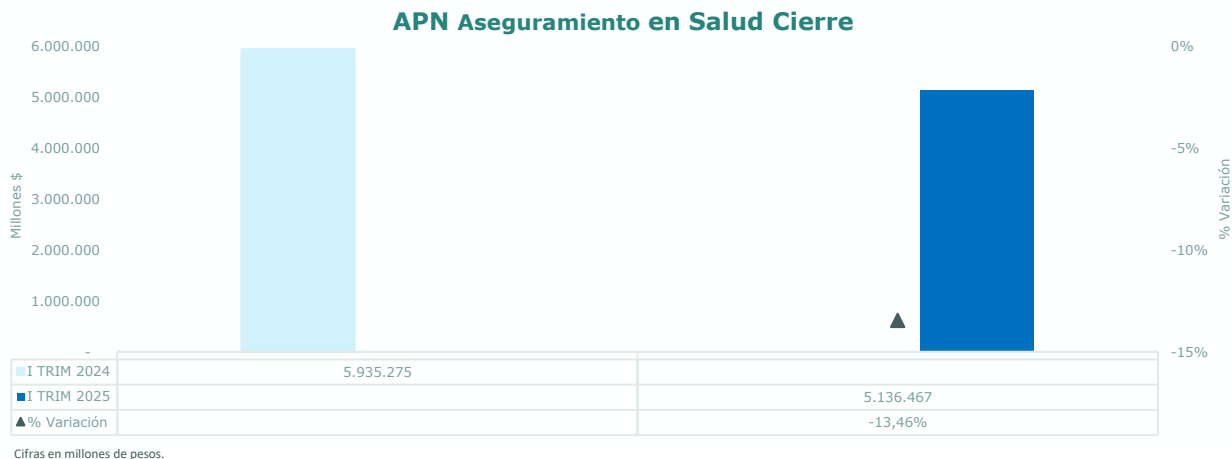 APN Aseguramiento en Salud Cierre
6.000.000
5.000.000
4.000.000
3.000.000
2.000.000
1.000.000
-
Millones $
0%
-5%
-10%
-15%
% Variación
I TRIM 2024 5.935.275
I TRIM 2025 5.136.467
% Variación -13,46%
Cifras en millones de pesos.